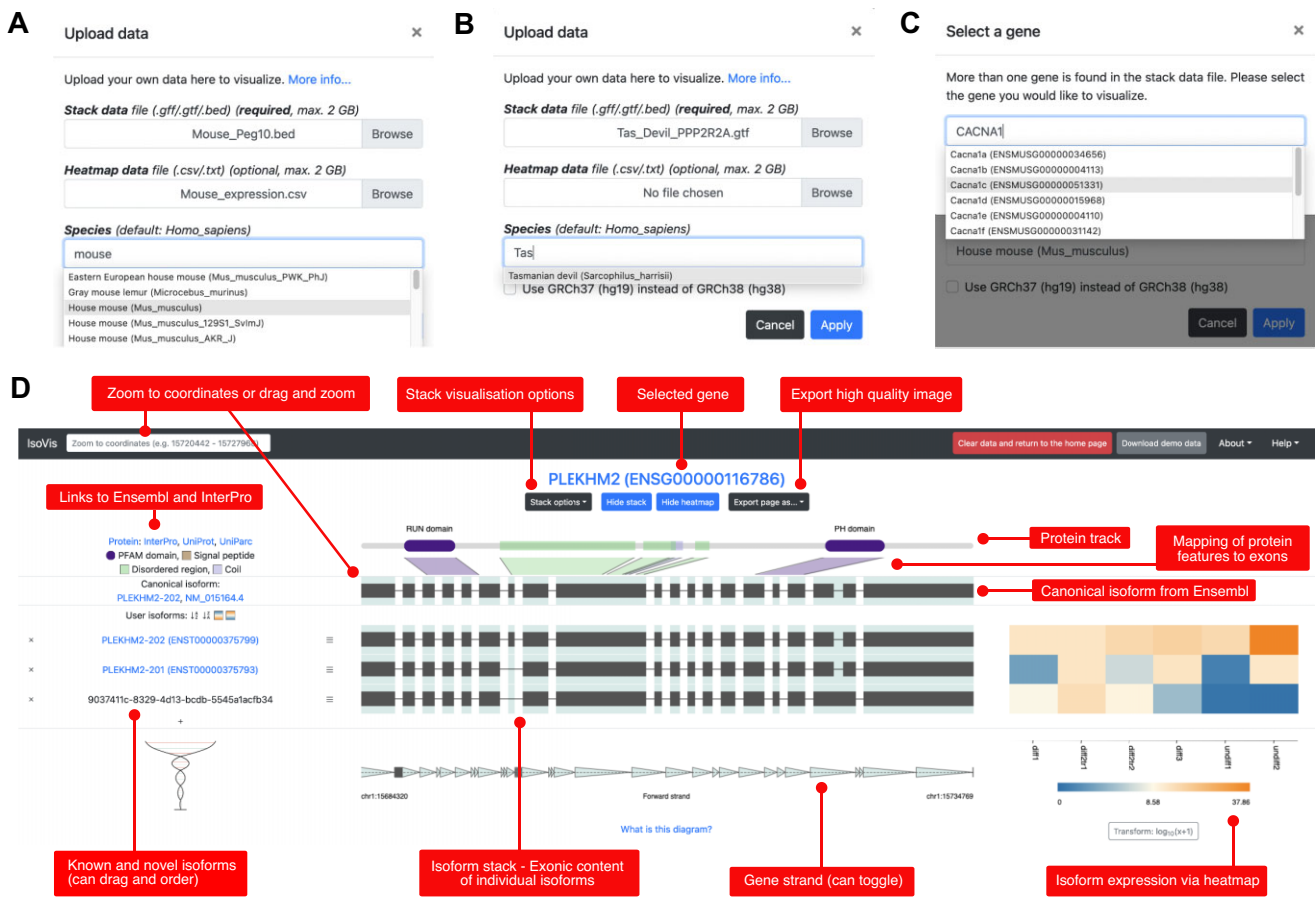 A
Upload data
×
Upload your own data here to visualize. More info...
Stack data file (.gff/.gtf/.bed) (required, max. 2 GB)
Mouse_Peg10.bed
Browse
Heatmap data file (.csv/.txt) (optional, max. 2 GB)
Mouse_expression.csv
Browse
Species (default: Homo_sapiens)
mouse
Eastern European house mouse (Mus_musculus_PWK_PhJ)
Gray mouse lemur (Microcebus_murinus)
House mouse (Mus_musculus)
House mouse (Mus_musculus_129S1_SvImJ)
House mouse (Mus_musculus_AKR_J)
B
Upload data
×
Upload your own data here to visualize. More info...
Stack data file (.gff/.gtf/.bed) (required, max. 2 GB)
Tas_Devil_PPP2R2A.gtf
Browse
Heatmap data file (.csv/.txt) (optional, max. 2 GB)
No file chosen
Browse
Species (default: Homo_sapiens)
Tas
Tasmanian devil (Sarcophilus_harrisii)
Use GRCh37 (hg19) instead of GRCh38 (hg38)
Cancel
Apply
C
Select a gene
×
More than one gene is found in the stack data file. Please select
the gene you would like to visualize.
CACNA1
Cacna1a (ENSMUSG00000034656)
Cacna1b (ENSMUSG00000004113)
Cacna1c (ENSMUSG00000051331)
Cacna1d (ENSMUSG00000015968)
Cacna1e (ENSMUSG00000004110)
Cacna1f (ENSMUSG00000031142)
House mouse (Mus_musculus)
Use GRCh37 (hg19) instead of GRCh38 (hg38)
Cancel
Apply
D
Zoom to coordinates or drag and zoom
Stack visualisation options
Selected gene
Export high quality image
IsoVis
Zoom to coordinates (e.g. 15720442 - 15727968)
Clear data and return to the home page
Download demo data
About
Help
PLEKHM2 (ENSG00000116786)
Stack options
Hide stack
Hide heatmap
Export page as...
Links to Ensembl and InterPro
RUN domain
PH domain
Protein: InterPro, UniProt, UniParc
PFAM domain, Signal peptide
Disordered region, Coil
Protein track
Mapping of protein
features to exons
Canonical isoform:
PLEKHM2-202, NM_015164.4
Canonical isoform from Ensembl
User isoforms:
× PLEKHM2-202 (ENST00000375799)
× PLEKHM2-201 (ENST00000375793)
× 9037411c-8329-4d13-bcdb-5545a1acfb34
+
diff1
diff2br1
diff2br2
diff3
undiff1
undiff2
chr1:15684320
Forward strand
chr1:15734769
0
8.58
37.86
What is this diagram?
Transform: log10(x+1)
Known and novel isoforms
(can drag and order)
Isoform stack - Exonic content
of individual isoforms
Gene strand (can toggle)
Isoform expression via heatmap